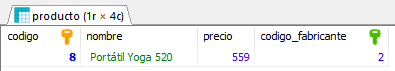 producto (1r × 4c)
codigo nombre precio codigo_fabricante
8 Portátil Yoga 520 559 2